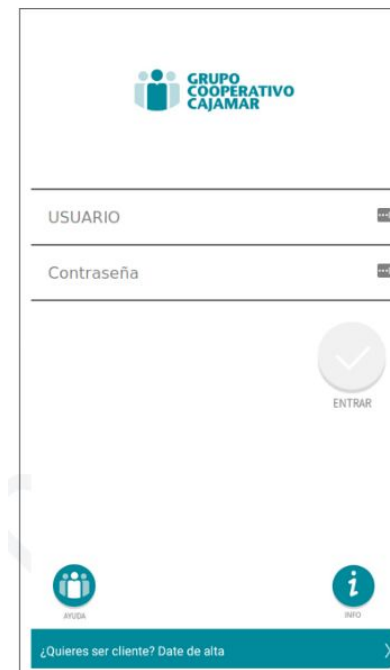 GRUPO
COOPERATIVO
CAJAMAR
USUARIO
Contraseña
ENTRAR
AYUDA
INFO
¿Quieres ser cliente? Date de alta